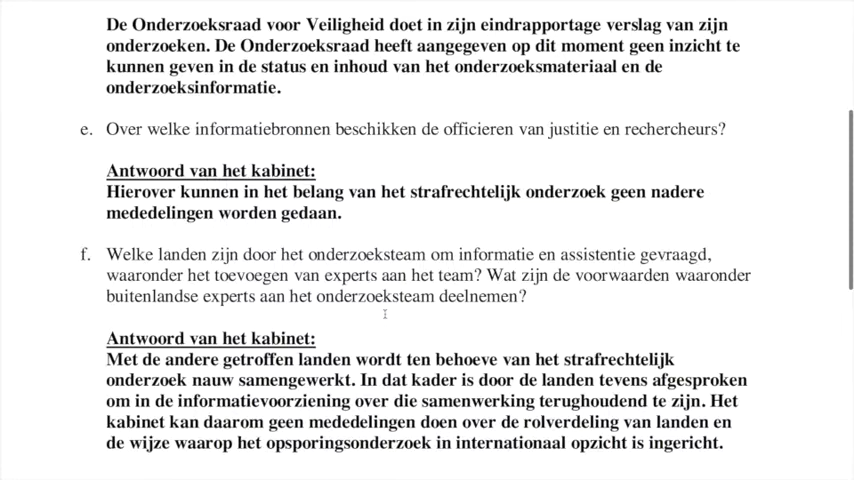 De Onderzoeksraad voor Veiligheid doet in zijn eindrapportage verslag van zijn
onderzoeken. De Onderzoeksraad heeft aangegeven op dit moment geen inzicht te
kunnen geven in de status en inhoud van het onderzoeksmateriaal en de
onderzoeksinformatie.
e. Over welke informatiebronnen beschikken de officieren van justitie en rechercheurs?
Antwoord van het kabinet:
Hierover kunnen in het belang van het strafrechtelijk onderzoek geen nadere
mededelingen worden gedaan.
f. Welke landen zijn door het onderzoeksteam om informatie en assistentie gevraagd,
waaronder het toevoegen van experts aan het team? Wat zijn de voorwaarden waaronder
buitenlandse experts aan het onderzoeksteam deelnemen?
Antwoord van het kabinet:
Met de andere getroffen landen wordt ten behoeve van het strafrechtelijk
onderzoek nauw samengewerkt. In dat kader is door de landen tevens afgesproken
om in de informatievoorziening over die samenwerking terughoudend te zijn. Het
kabinet kan daarom geen mededelingen doen over de rolverdeling van landen en
de wijze waarop het opsporingsonderzoek in internationaal opzicht is ingericht.